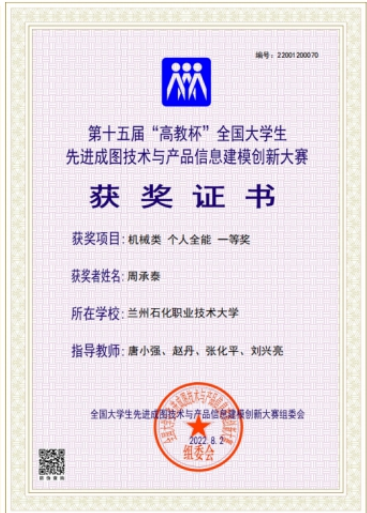 编号：22001200070
第十五届“高教杯”全国大学生
先进成图技术与产品信息建模创新大赛
获奖证书
获奖项目：机械类 个人全能 一等奖
获奖者姓名：周承泰
所在学校：兰州石化职业技术大学
指导教师：唐小强、赵丹、张化平、刘兴亮
全国大学生先进成图技术与产品信息建模创新大赛组委会
2022.8.2
组委会